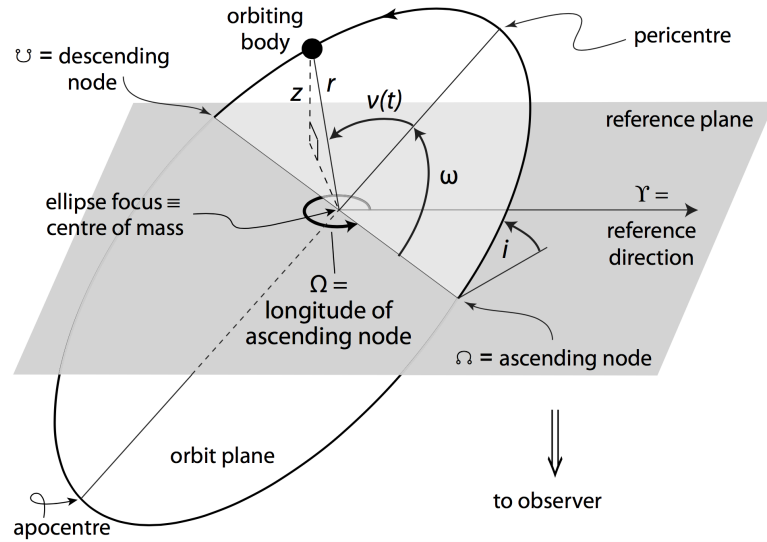 orbiting
body
pericentre
☋ = descending
node
z
r
ν(t)
reference plane
ω
ellipse focus ≡
centre of mass
ϒ =
reference
direction
i
Ω =
longitude of
ascending node
☊ = ascending node
orbit plane
to observer
apocentre